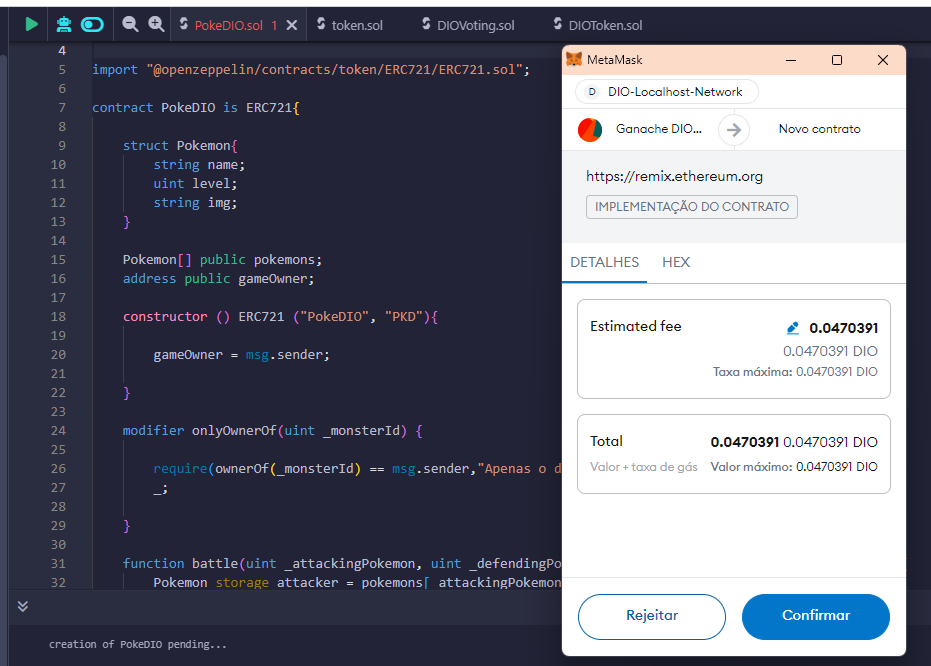 PokeDIO.sol 1
token.sol
DIOVoting.sol
DIOToken.sol
4
5 import "@openzeppelin/contracts/token/ERC721/ERC721.sol";
6
7 contract PokeDIO is ERC721{
8
9 struct Pokemon{
10 string name;
11 uint level;
12 string img;
13 }
14
15 Pokemon[] public pokemons;
16 address public gameOwner;
17
18 constructor () ERC721 ("PokeDIO", "PKD"){
19
20 gameOwner = msg.sender;
21
22 }
23
24 modifier onlyOwnerOf(uint _monsterId) {
25
26 require(ownerOf(_monsterId) == msg.sender,"Apenas o d
27 _;
28
29 }
30
31 function battle(uint _attackingPokemon, uint _defendingPo
32 Pokemon storage attacker = pokemons[_attackingPokemon
creation of PokeDIO pending...
MetaMask
D DIO-Localhost-Network
Ganache DIO...
Novo contrato
https://remix.ethereum.org
IMPLEMENTAÇÃO DO CONTRATO
DETALHES HEX
Estimated fee 0.0470391
0.0470391 DIO
Taxa máxima: 0.0470391 DIO
Total 0.0470391 0.0470391 DIO
Valor + taxa de gás Valor máximo: 0.0470391 DIO
Rejeitar Confirmar